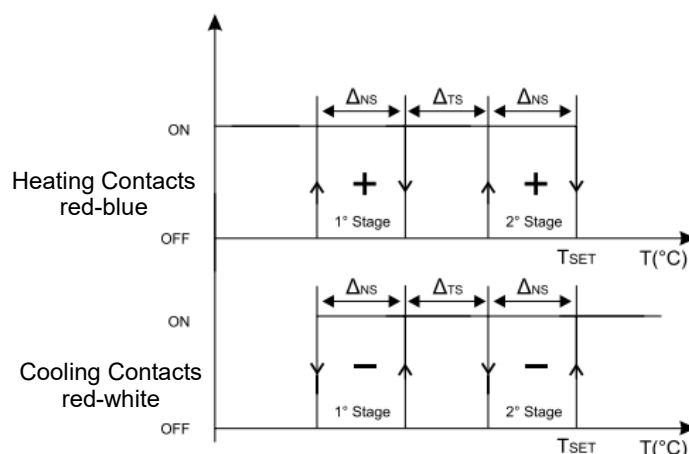 ΔNS ΔTS ΔNS
ON
Heating Contacts
red-blue
+ +
1° Stage 2° Stage
OFF
TSET T(°C)
ΔNS ΔTS ΔNS
ON
Cooling Contacts
red-white
− −
1° Stage 2° Stage
OFF
TSET T(°C)